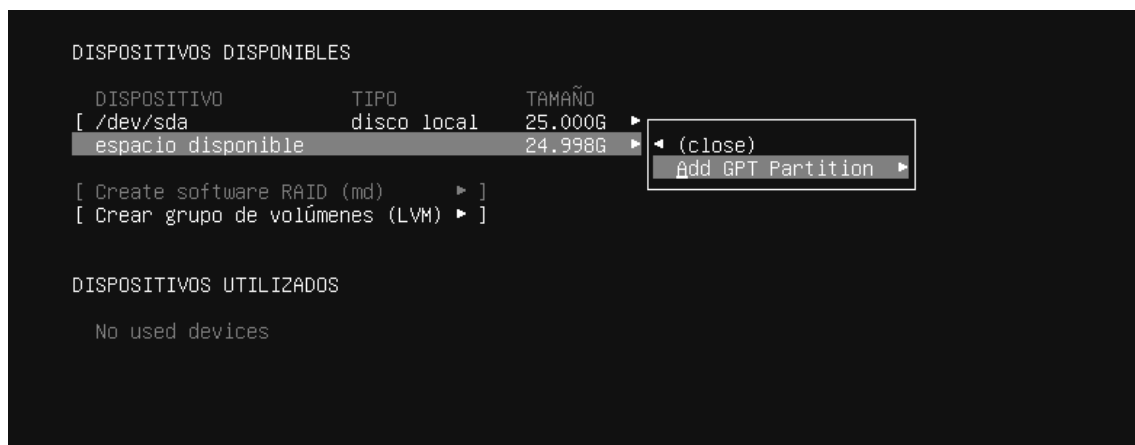 DISPOSITIVOS DISPONIBLES
DISPOSITIVO TIPO TAMAÑO
[ /dev/sda disco local 25.000G ►
espacio disponible 24.998G ► ◄ (close)
Add GPT Partition ►
[ Create software RAID (md) ► ]
[ Crear grupo de volúmenes (LVM) ► ]
DISPOSITIVOS UTILIZADOS
No used devices